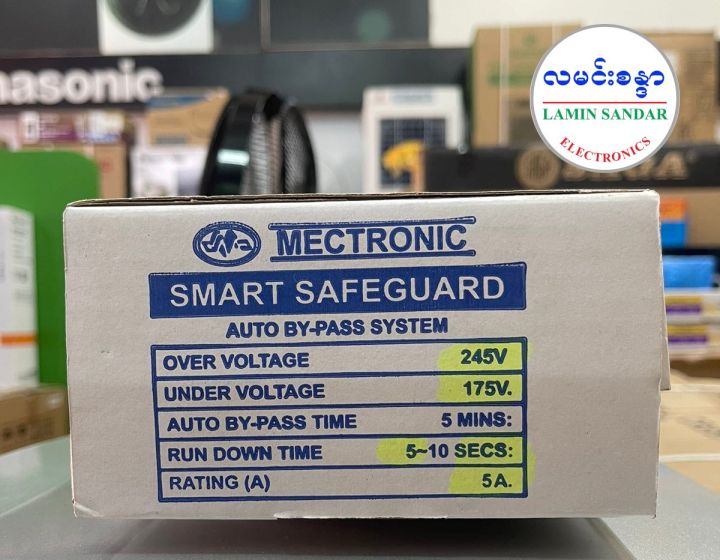 လမင်းစန္ဒာ
LAMIN SANDAR
ELECTRONICS
nasonic
MECTRONIC
SMART SAFEGUARD
AUTO BY-PASS SYSTEM
OVER VOLTAGE 245V
UNDER VOLTAGE 175V.
AUTO BY-PASS TIME 5 MINS:
RUN DOWN TIME 5~10 SECS:
RATING (A) 5A.